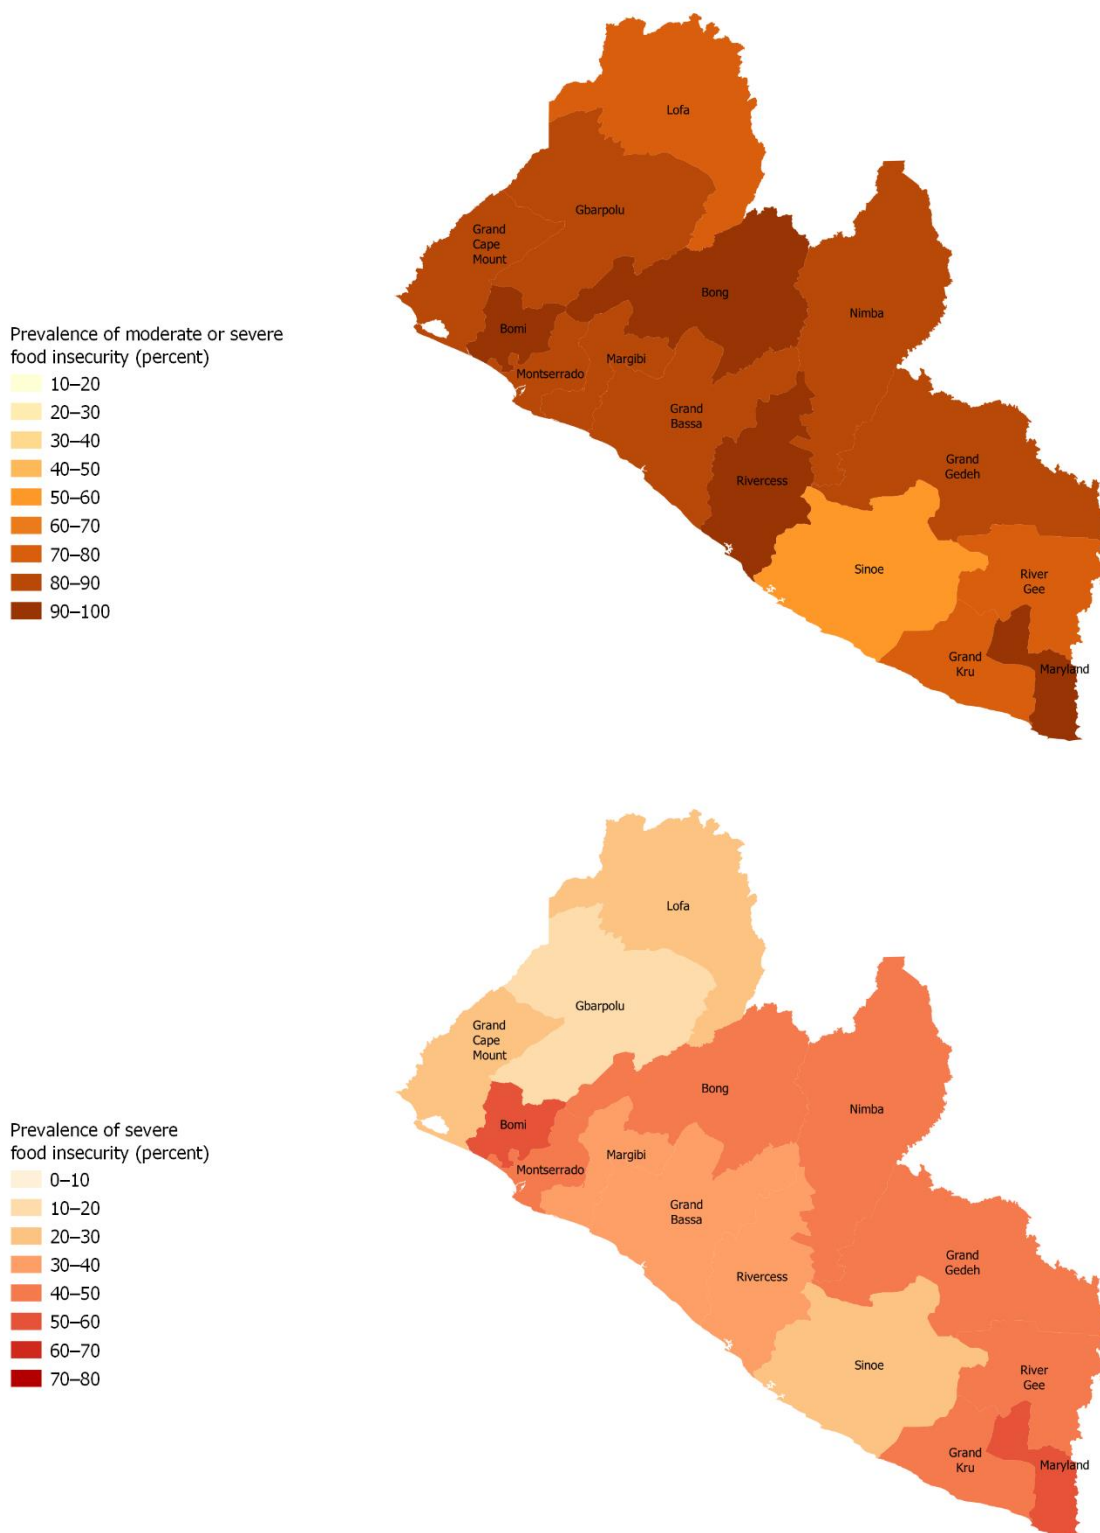 Lofa
Gbarpolu
Grand
Cape
Mount
Bong
Nimba
Bomi
Prevalence of moderate or severe
food insecurity (percent)
Margibi
Montserrado
10–20
20–30
30–40
40–50
50–60
60–70
70–80
80–90
90–100
Grand
Bassa
Grand
Gedeh
Rivercess
Sinoe
River
Gee
Grand
Kru
Maryland
Lofa
Gbarpolu
Grand
Cape
Mount
Bong
Nimba
Bomi
Prevalence of severe
food insecurity (percent)
Margibi
Montserrado
0–10
10–20
20–30
30–40
40–50
50–60
60–70
70–80
Grand
Bassa
Grand
Gedeh
Rivercess
Sinoe
River
Gee
Grand
Kru
Maryland